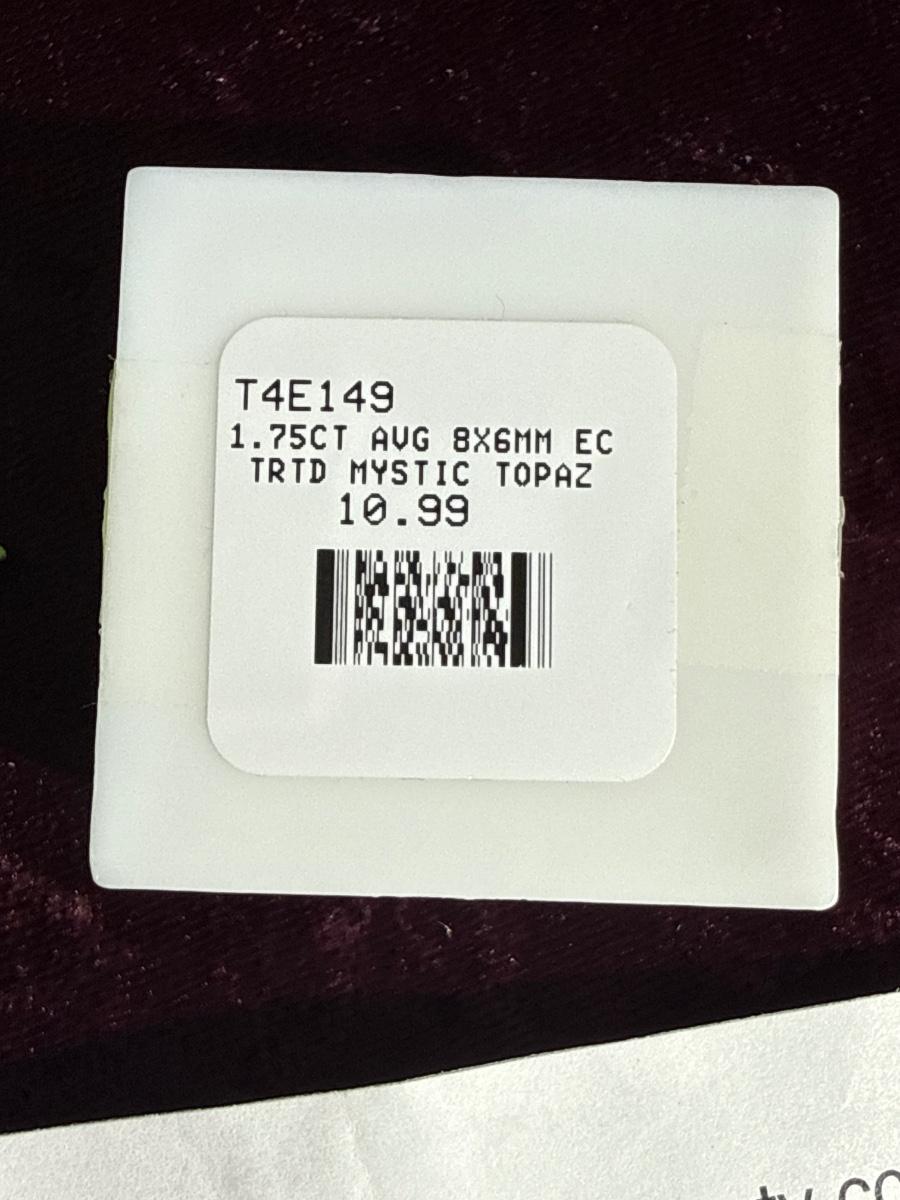 T4E149
1.75CT AVG 8X6MM EC
TRTD MYSTIC TOPAZ
10.99